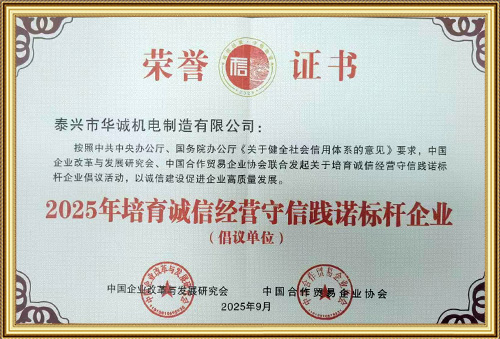 荣誉 信 证书
泰兴市华诚机电制造有限公司：
按照中共中央办公厅、国务院办公厅《关于健全社会信用体系的意见》要求，中国
企业改革与发展研究会、中国合作贸易企业协会联合发起关于培育诚信经营守信践诺标
杆企业倡议活动，以诚信建设促进企业高质量发展。
2025年培育诚信经营守信践诺标杆企业
（倡议单位）
中国企业改革与发展研究会 中国合作贸易企业协会
2025年9月